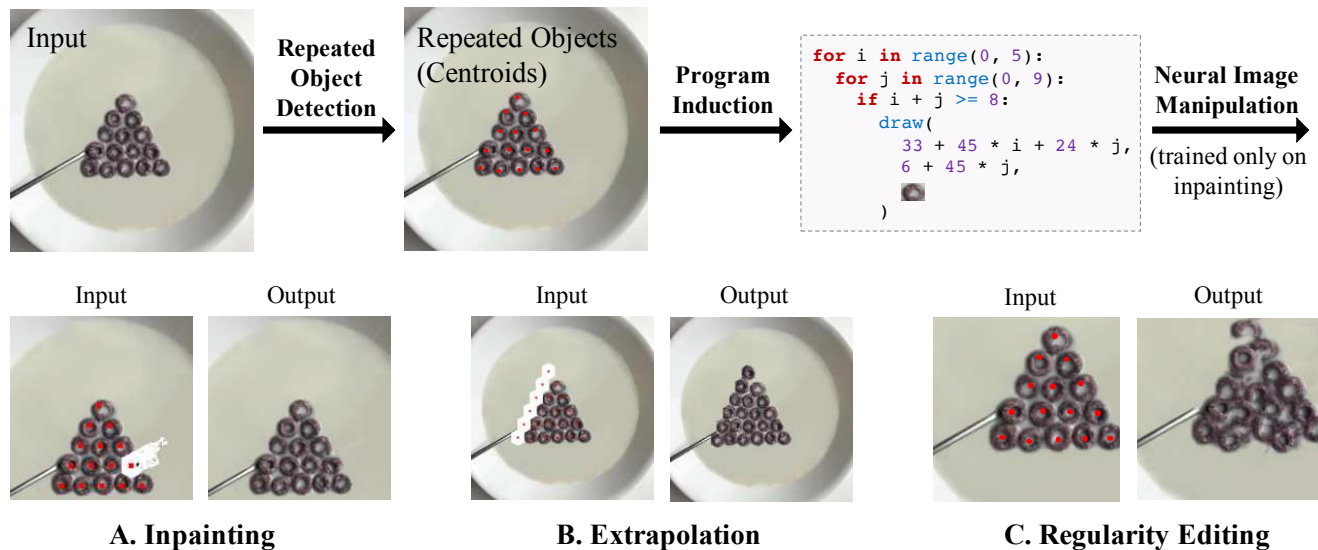 Input
Repeated
Object
Detection
Repeated Objects
(Centroids)
Program
Induction
for i in range(0, 5):
  for j in range(0, 9):
    if i + j >= 8:
      draw(
        33 + 45 * i + 24 * j,
        6 + 45 * j,
      )
Neural Image
Manipulation
(trained only on
inpainting)
Input
Output
A. Inpainting
Input
Output
B. Extrapolation
Input
Output
C. Regularity Editing